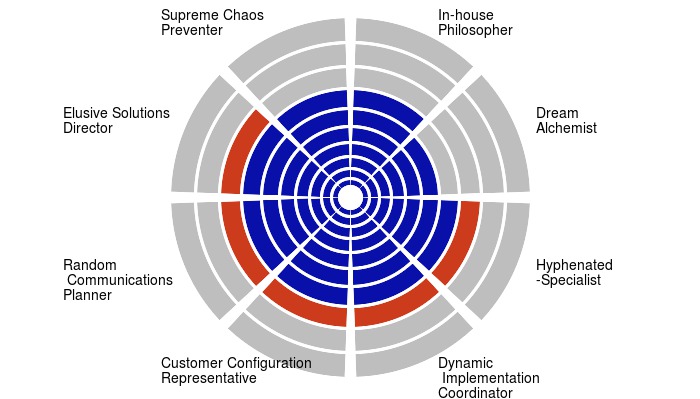 Supreme Chaos
Preventer
In-house
Philosopher
Elusive Solutions
Director
Dream
Alchemist
Random
Communications
Planner
Hyphenated
-Specialist
Customer Configuration
Representative
Dynamic
Implementation
Coordinator